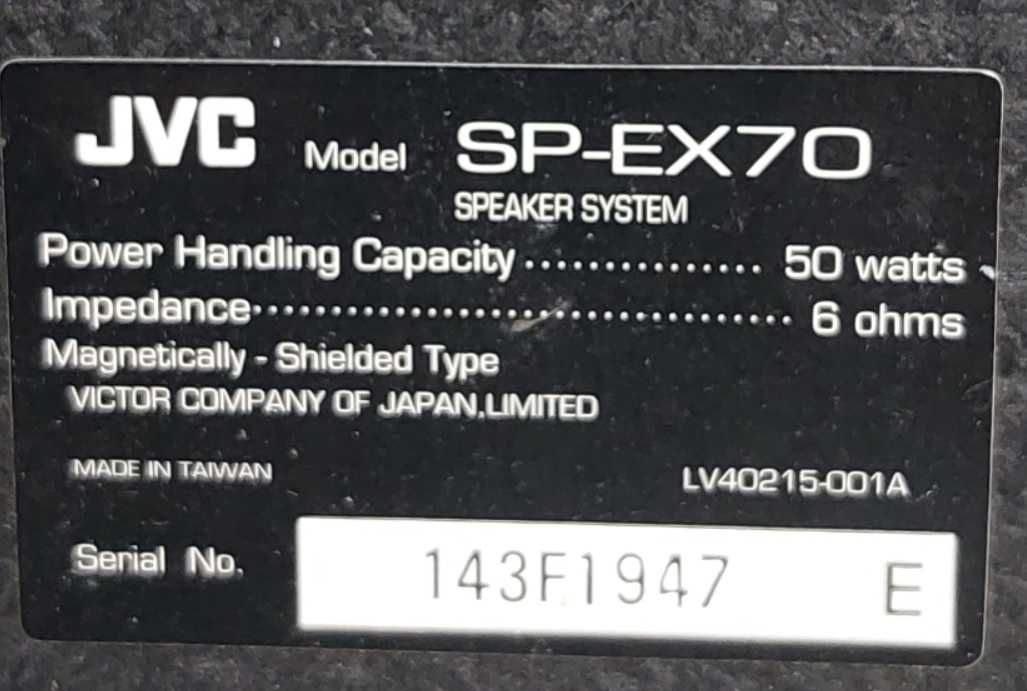 JVC Model SP-EX70
SPEAKER SYSTEM
Power Handling Capacity ............... 50 watts
Impedance.................................. 6 ohms
Magnetically - Shielded Type
VICTOR COMPANY OF JAPAN,LIMITED
MADE IN TAIWAN LV40215-001A
Serial No. 143F1947 E